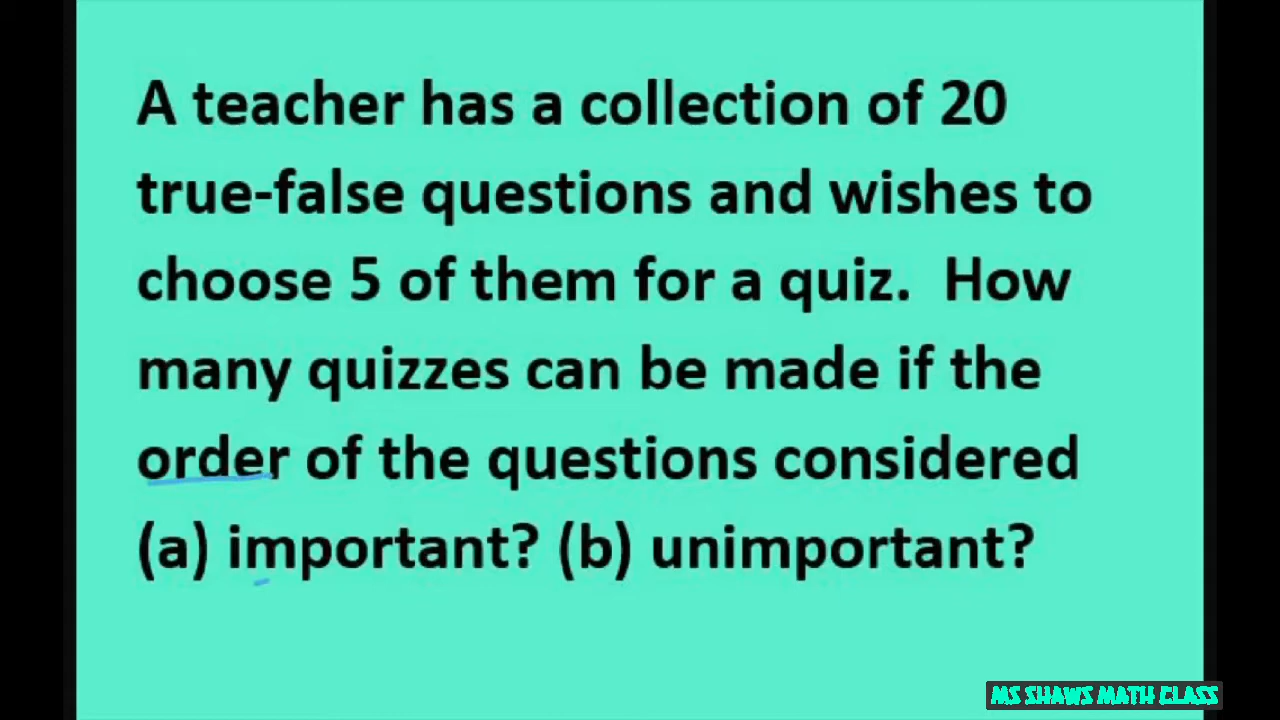 A teacher has a collection of 20
true-false questions and wishes to
choose 5 of them for a quiz.  How
many quizzes can be made if the
order of the questions considered
(a) important? (b) unimportant?
MS SHAWS MATH CLASS